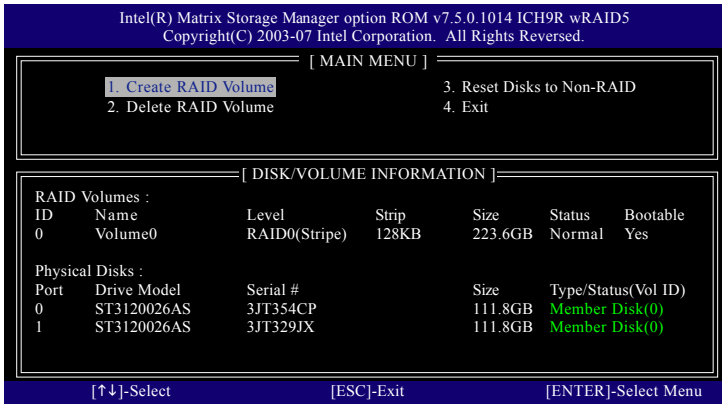 Intel(R) Matrix Storage Manager option ROM v7.5.0.1014 ICH9R wRAID5
Copyright(C) 2003-07 Intel Corporation.  All Rights Reversed.
[ MAIN MENU ]
1. Create RAID Volume    3. Reset Disks to Non-RAID
2. Delete RAID Volume    4. Exit
[ DISK/VOLUME INFORMATION ]
RAID Volumes :
ID    Name    Level    Strip    Size    Status    Bootable
0    Volume0    RAID0(Stripe)    128KB    223.6GB    Normal    Yes
Physical Disks :
Port    Drive Model    Serial #    Size    Type/Status(Vol ID)
0    ST3120026AS    3JT354CP    111.8GB    Member Disk(0)
1    ST3120026AS    3JT329JX    111.8GB    Member Disk(0)
[↑↓]-Select    [ESC]-Exit    [ENTER]-Select Menu